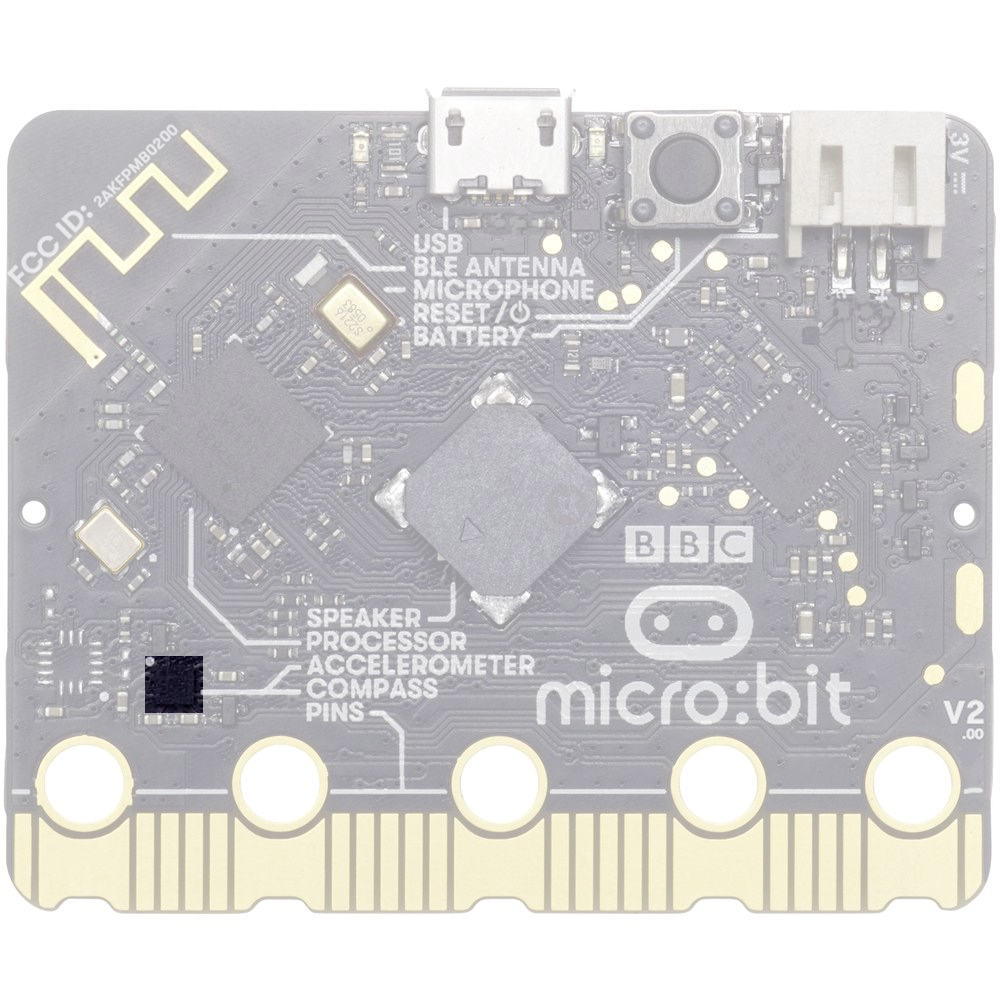 FCC ID: 2AKFPMB0200
3V
USB
BLE ANTENNA
MICROPHONE
RESET /⏻
BATTERY
BBC
SPEAKER
PROCESSOR
ACCELEROMETER
COMPASS
PINS
micro:bit
V2
.00